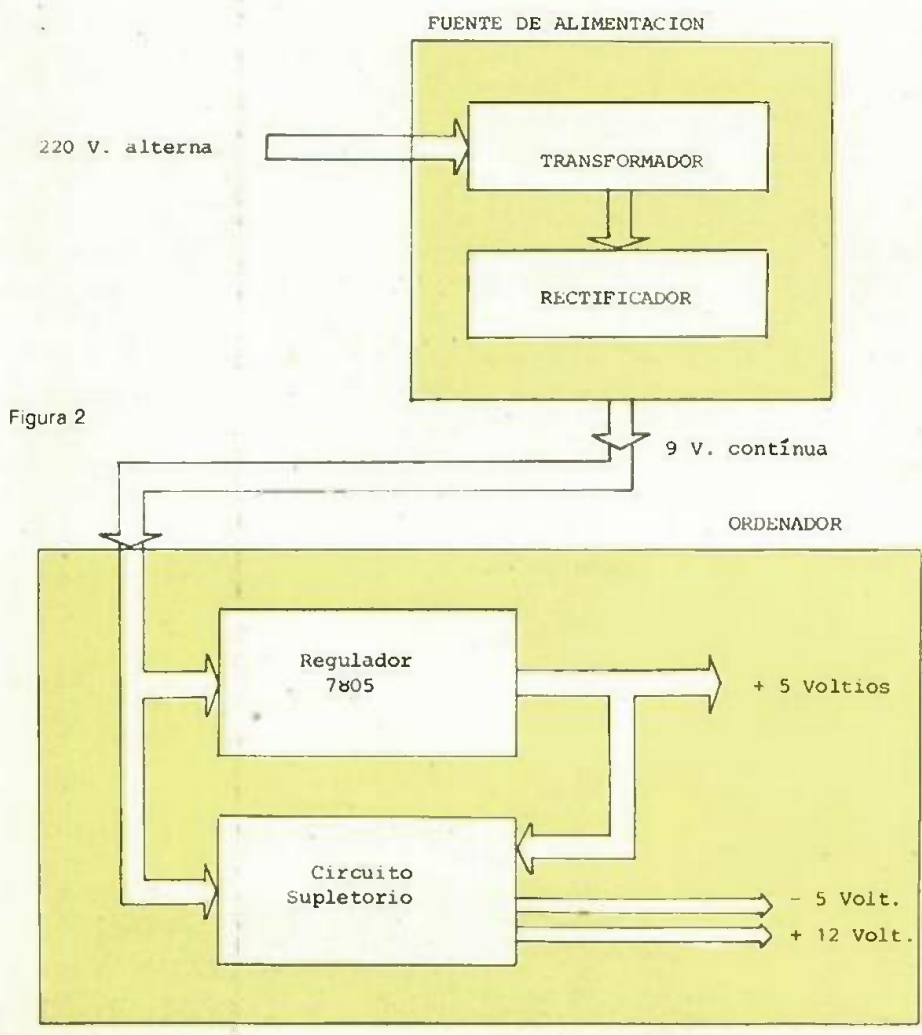 FUENTE DE ALIMENTACION
220 V. alterna
TRANSFORMADOR
RECTIFICADOR
Figura 2
9 V. contínua
ORDENADOR
Regulador
7805
+ 5 Voltios
Circuito
Supletorio
- 5 Volt.
+ 12 Volt.